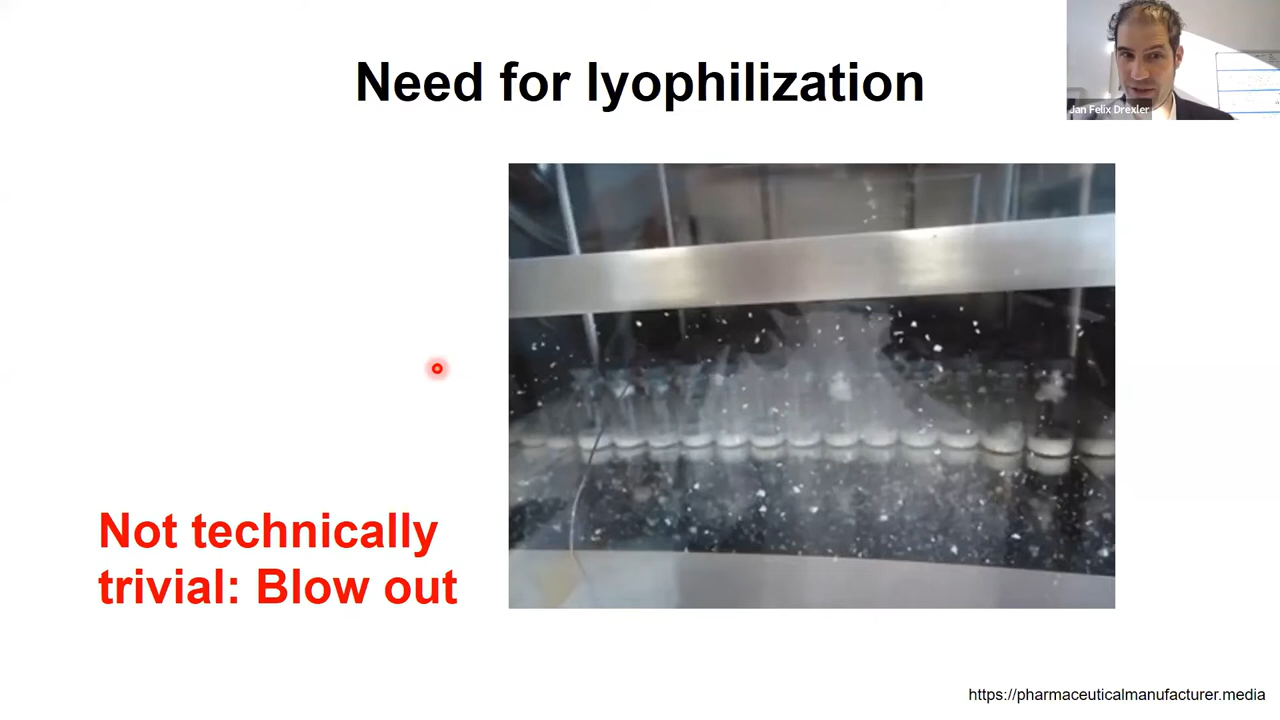 Need for lyophilization
Jan Felix Drexler
Not technically
trivial: Blow out
https://pharmaceuticalmanufacturer.media